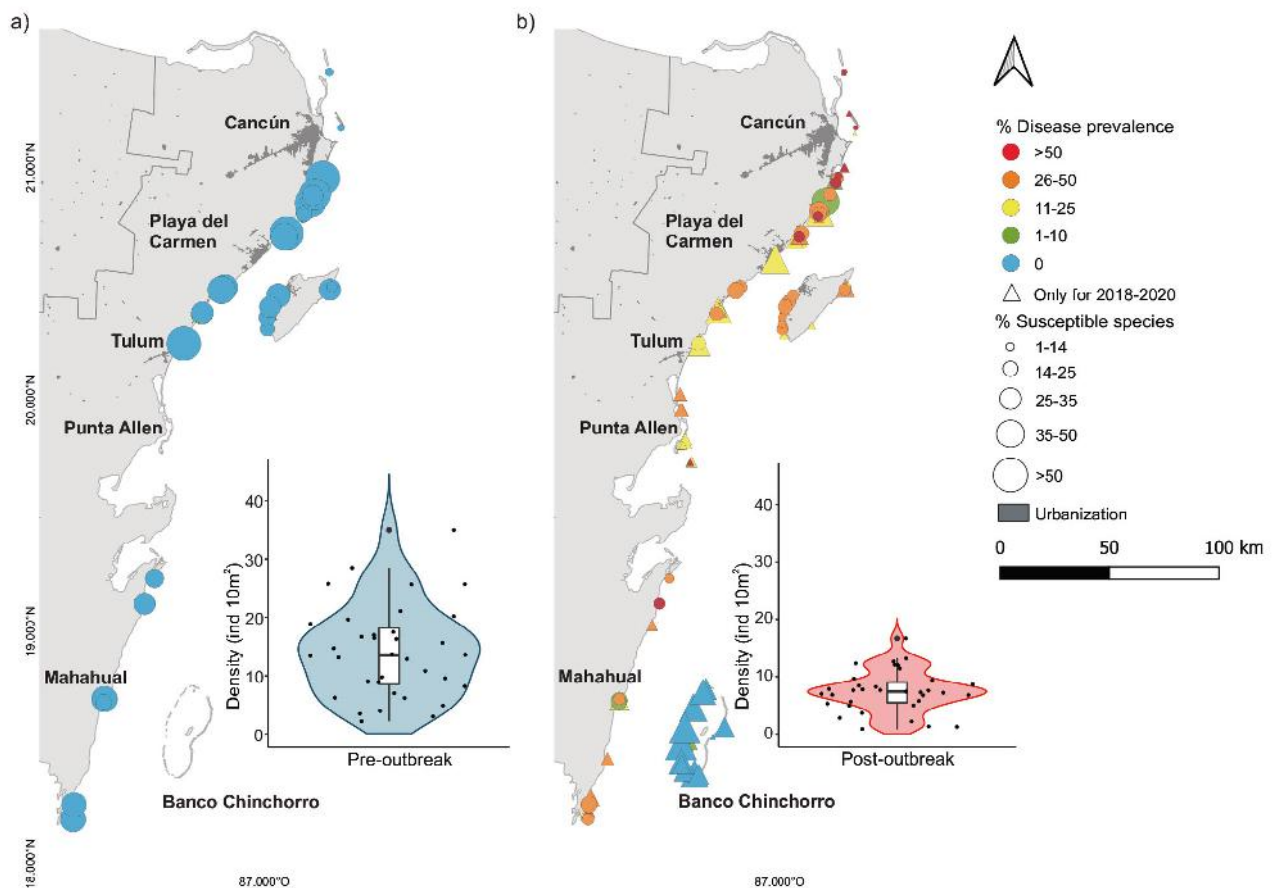 a)
Cancún
Playa del
Carmen
Tulum
Punta Allen
Mahahual
Banco Chinchorro
21.000°N
20.000°N
19.000°N
18.000°N
87.000°O
Density (ind 10m²)
40
30
20
10
0
Pre-outbreak
b)
Cancún
Playa del
Carmen
Tulum
Punta Allen
Mahahual
Banco Chinchorro
87.000°O
Density (ind 10m²)
40
30
20
10
0
Post-outbreak
% Disease prevalence
>50
26-50
11-25
1-10
0
Only for 2018-2020
% Susceptible species
1-14
14-25
25-35
35-50
>50
Urbanization
0 50 100 km